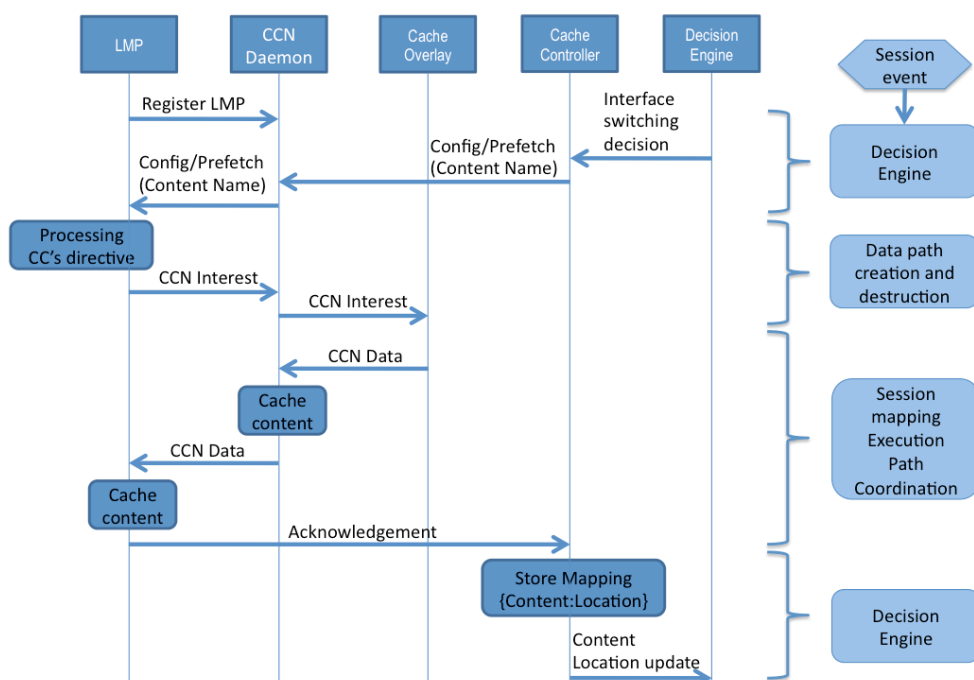 LMP
CCN
Daemon
Cache
Overlay
Cache
Controller
Decision
Engine
Session
event
Register LMP
Interface
switching
decision
Config/Prefetch
(Content Name)
Config/Prefetch
(Content Name)
Decision
Engine
Processing
CC's directive
CCN Interest
CCN Interest
Data path
creation and
destruction
CCN Data
Cache
content
CCN Data
Session
mapping
Execution
Path
Coordination
Cache
content
Acknowledgement
Store Mapping
{Content:Location}
Content
Location update
Decision
Engine